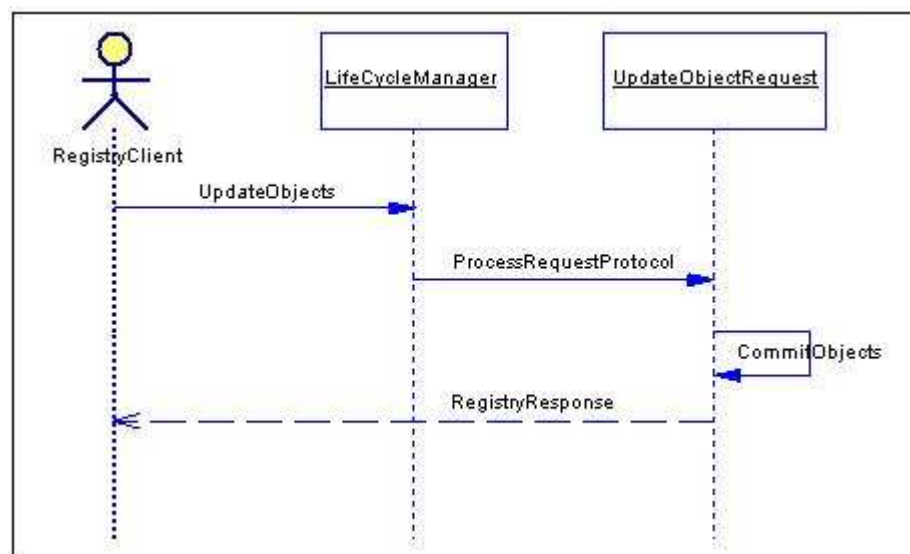 LifeCycleManager
UpdateObjectRequest
RegistryClient
UpdateObjects
ProcessRequestProtocol
CommitObjects
RegistryResponse